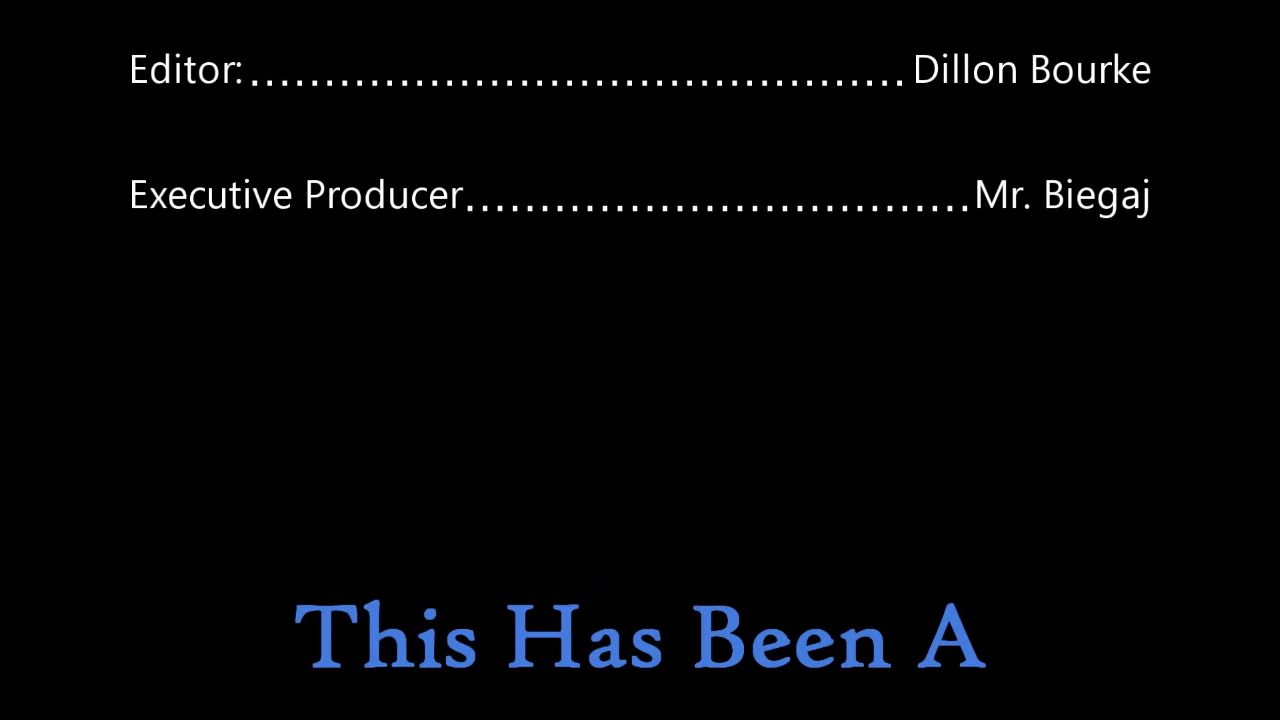 Editor:............................................Dillon Bourke
Executive Producer..................................Mr. Biegaj
This Has Been A